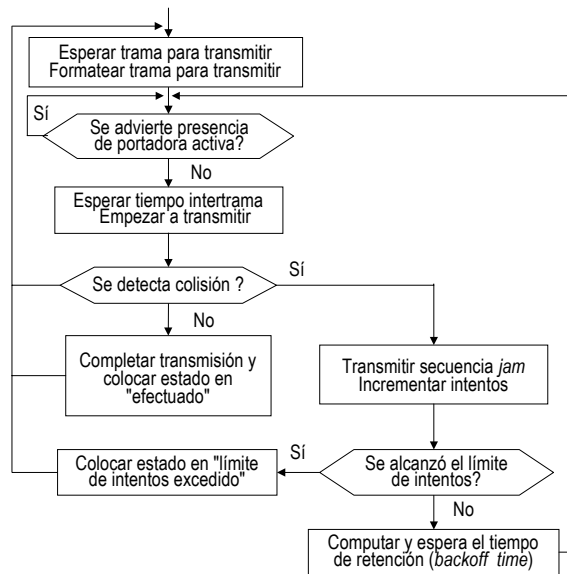 Esperar trama para transmitir
Formatear trama para transmitir
Sí
Se advierte presencia
de portadora activa?
No
Esperar tiempo intertrama
Empezar a transmitir
Se detecta colisión ?
Sí
No
Completar transmisión y
colocar estado en
"efectuado"
Transmitir secuencia jam
Incrementar intentos
Colocar estado en "límite
de intentos excedido"
Sí
Se alcanzó el límite
de intentos?
No
Computar y espera el tiempo
de retención (backoff time)